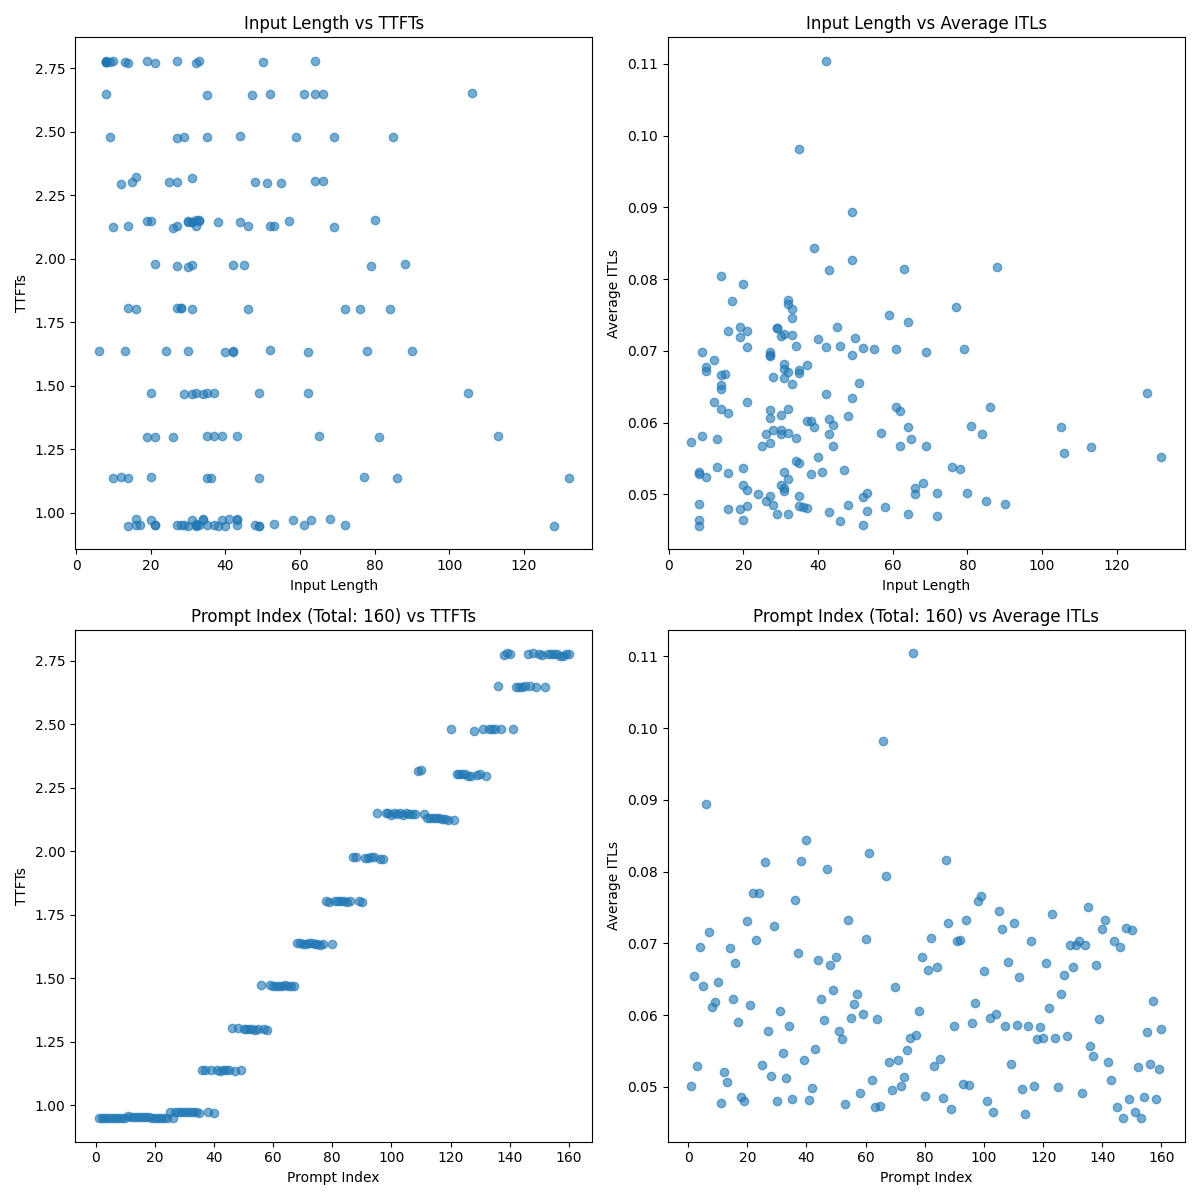 Input Length vs TTFTs
TTFTs
2.75
2.50
2.25
2.00
1.75
1.50
1.25
1.00
0 20 40 60 80 100 120
Input Length
Input Length vs Average ITLs
Average ITLs
0.11
0.10
0.09
0.08
0.07
0.06
0.05
0 20 40 60 80 100 120
Input Length
Prompt Index (Total: 160) vs TTFTs
TTFTs
2.75
2.50
2.25
2.00
1.75
1.50
1.25
1.00
0 20 40 60 80 100 120 140 160
Prompt Index
Prompt Index (Total: 160) vs Average ITLs
Average ITLs
0.11
0.10
0.09
0.08
0.07
0.06
0.05
0 20 40 60 80 100 120 140 160
Prompt Index